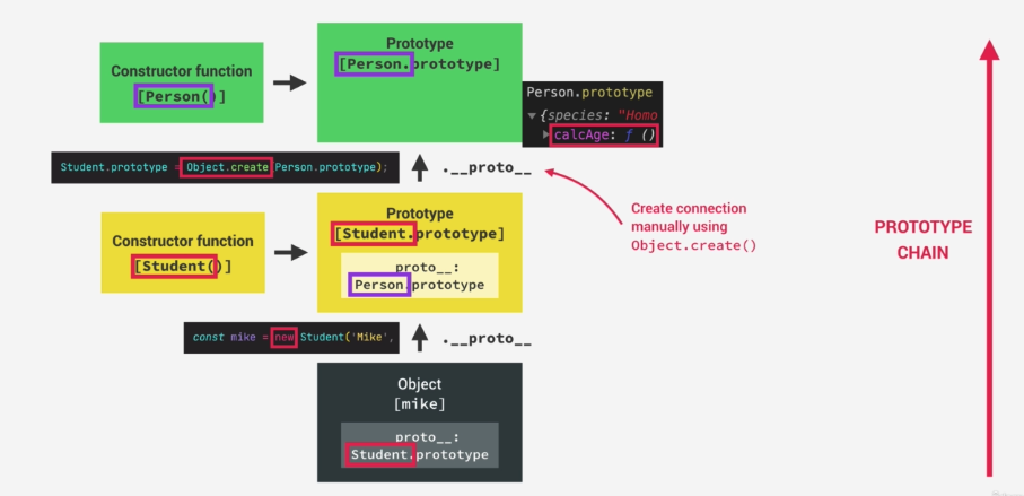 Constructor function
[Person()]
Prototype
[Person.prototype]
Person.prototype
▼{species: "Homo
▶calcAge: ƒ ()
Student.prototype = Object.create(Person.prototype);
.__proto__
Create connection
manually using
Object.create()
PROTOTYPE
CHAIN
Constructor function
[Student()]
Prototype
[Student.prototype]
proto__:
Person.prototype
const mike = new Student('Mike',
.__proto__
Object
[mike]
proto__:
Student.prototype